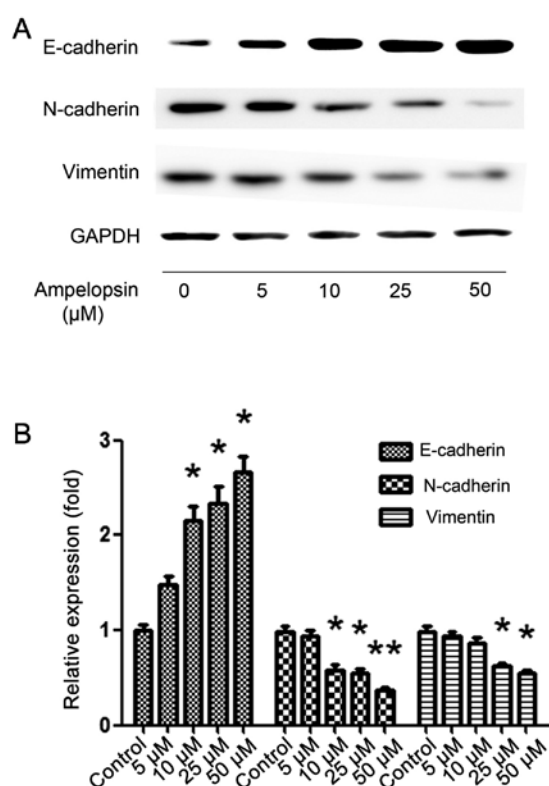 A
E-cadherin
N-cadherin
Vimentin
GAPDH
Ampelopsin 0 5 10 25 50
(μM)
B
Relative expression (fold)
3
2
1
0
* * *
* * **
* *
E-cadherin
N-cadherin
Vimentin
Control 5 μM 10 μM 25 μM 50 μM Control 5 μM 10 μM 25 μM 50 μM Control 5 μM 10 μM 25 μM 50 μM